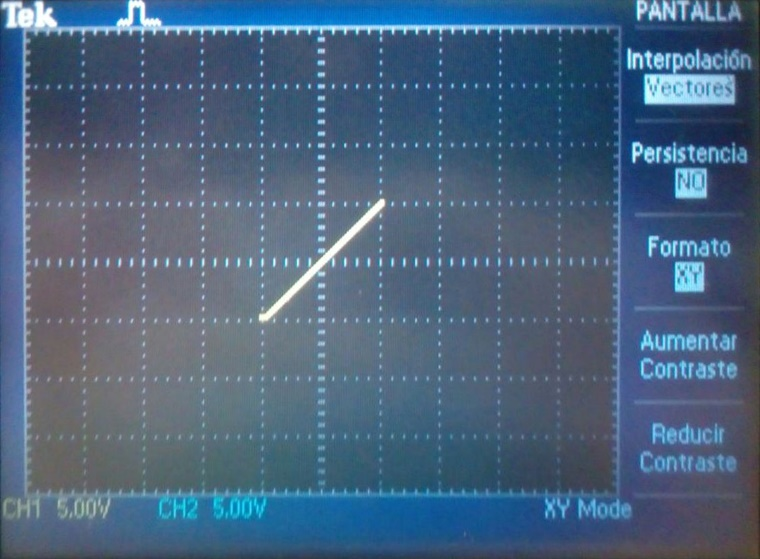 Tek
PANTALLA
Interpolación
Vectores
Persistencia
NO
Formato
XY
Aumentar
Contraste
Reducir
Contraste
CH1 5.00V CH2 5.00V XY Mode